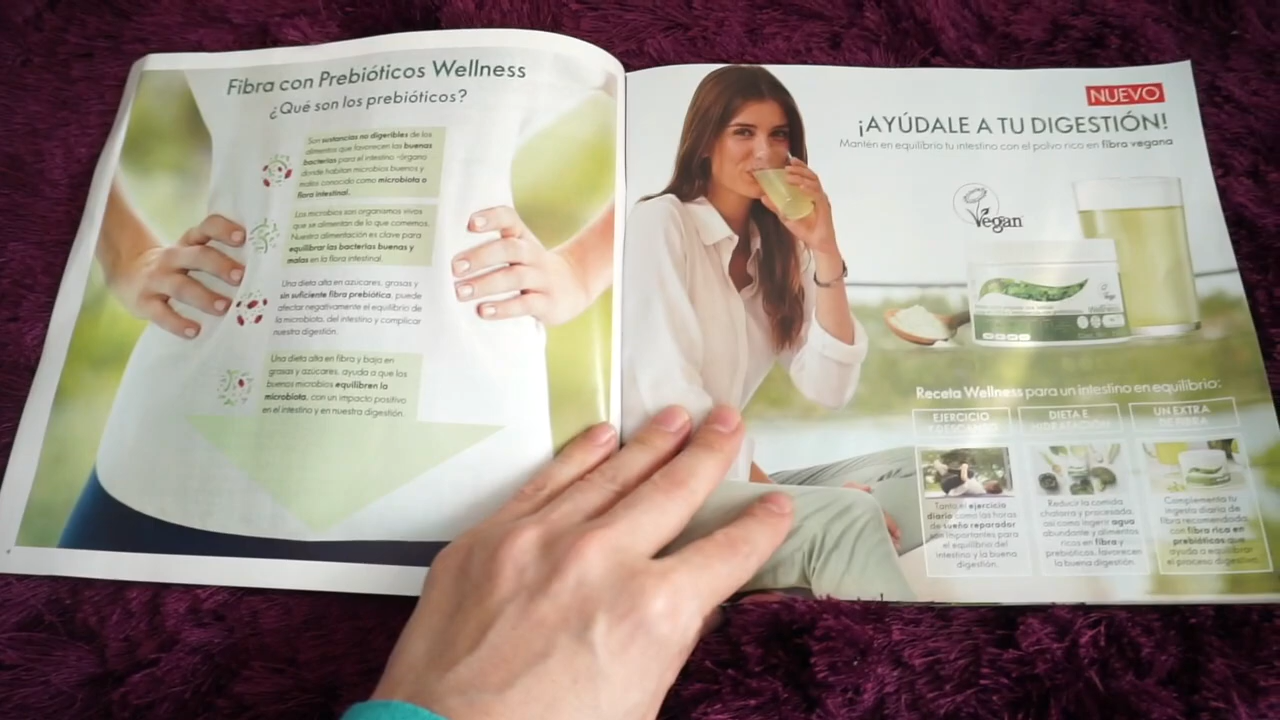 Fibra con Prebióticos Wellness
¿Qué son los prebióticos?
Son sustancias no digeribles de los
alimentos que favorecen las buenas
bacterias para el intestino -órgano
donde habitan microbios buenos y
malos conocido como microbiota o
flora intestinal.
Los microbios son organismos vivos
que se alimentan de lo que comemos.
Nuestra alimentación es clave para
equilibrar las bacterias buenas y
malas en la flora intestinal.
Una dieta alta en azúcares, grasas y
sin suficiente fibra prebiótica, puede
afectar negativamente el equilibrio de
la microbiota, del intestino y complicar
nuestra digestión.
Una dieta alta en fibra y baja en
grasas y azúcares, ayuda a que los
buenos microbios equilibren la
microbiota, con un impacto positivo
en el intestino y en nuestra digestión.
NUEVO
¡AYÚDALE A TU DIGESTIÓN!
Mantén en equilibrio tu intestino con el polvo rico en fibra vegana
Vegan
Wellness
Receta Wellness para un intestino en equilibrio:
EJERCICIO
Y DESCANSO
Tanto el ejercicio
diario como las horas
de sueño reparador
son importantes para
el equilibrio del
intestino y la buena
digestión.
DIETA E
HIDRATACIÓN
Reducir la comida
chatarra y procesada,
así como ingerir agua
abundante y alimentos
ricos en fibra y
prebióticos, favorecen
la buena digestión.
UN EXTRA
DE FIBRA
Complementa tu
ingesta diaria de
fibra recomendada,
con fibra rica en
prebióticos que
ayuda a equilibrar
el proceso digestivo.